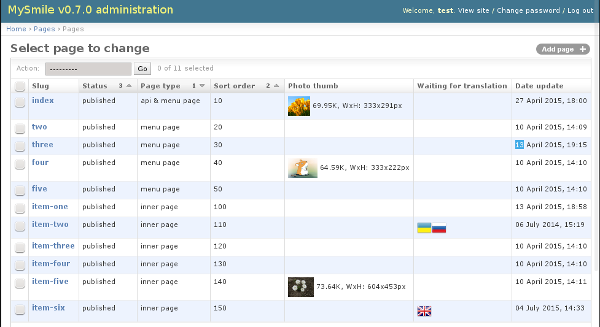 MySmile v0.7.0 administration
Welcome, test. View site / Change password / Log out
Home › Pages › Pages
Select page to change
Add page +
Action: --------- Go 0 of 11 selected
Slug Status 3 Page type 1 Sort order 2 Photo thumb Waiting for translation Date update
index published api & menu page 10 69.95K, WxH: 333x291px 27 April 2015, 18:00
two published menu page 20 10 April 2015, 14:09
three published menu page 30 13 April 2015, 19:15
four published menu page 40 64.59K, WxH: 333x222px 10 April 2015, 14:10
five published menu page 50 10 April 2015, 14:10
item-one published inner page 100 13 April 2015, 18:58
item-two published inner page 110 06 July 2014, 15:19
item-three published inner page 120 10 April 2015, 14:10
item-four published inner page 130 10 April 2015, 14:10
item-five published inner page 140 73.64K, WxH: 604x453px 10 April 2015, 14:11
item-six published inner page 150 04 July 2014, 14:33